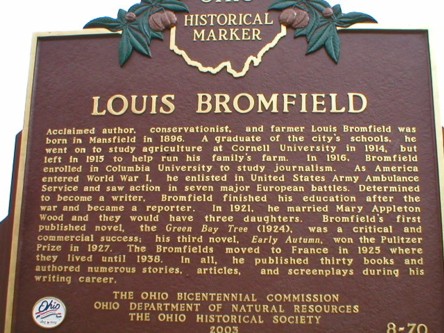 OHIO
HISTORICAL
MARKER
LOUIS BROMFIELD
Acclaimed author, conservationist, and farmer Louis Bromfield was
born in Mansfield in 1896. A graduate of the city's schools, he
went on to study agriculture at Cornell University in 1914, but
left in 1915 to help run his family's farm. In 1916, Bromfield
enrolled in Columbia University to study journalism. As America
entered World War I, he enlisted in United States Army Ambulance
Service and saw action in seven major European battles. Determined
to become a writer, Bromfield finished his education after the
war and became a reporter. In 1921, he married Mary Appleton
Wood and they would have three daughters. Bromfield's first
published novel, the Green Bay Tree (1924), was a critical and
commercial success; his third novel, Early Autumn, won the Pulitzer
Prize in 1927. The Bromfields moved to France in 1925 where
they lived until 1938. In all, he published thirty books and
authored numerous stories, articles, and screenplays during his
writing career.
THE OHIO BICENTENNIAL COMMISSION
OHIO DEPARTMENT OF NATURAL RESOURCES
THE OHIO HISTORICAL SOCIETY
2003
8-70
Ohio